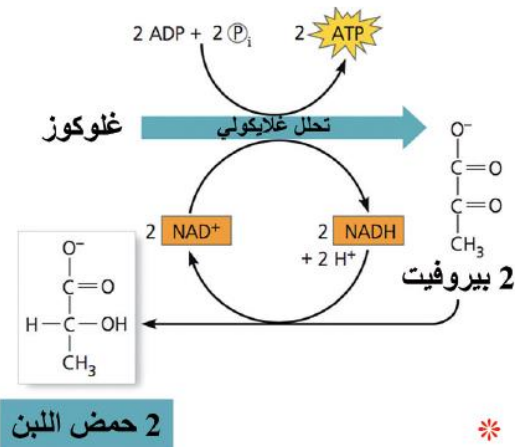 2 ADP + 2 Ⓟi
2 ATP
غلوكوز
تحلل غلايكولي
O⁻
C=O
C=O
CH₃
2 بيروفيت
2 NAD⁺
2 NADH
+ 2 H⁺
O⁻
C=O
H—C—OH
CH₃
2 حمض اللبن